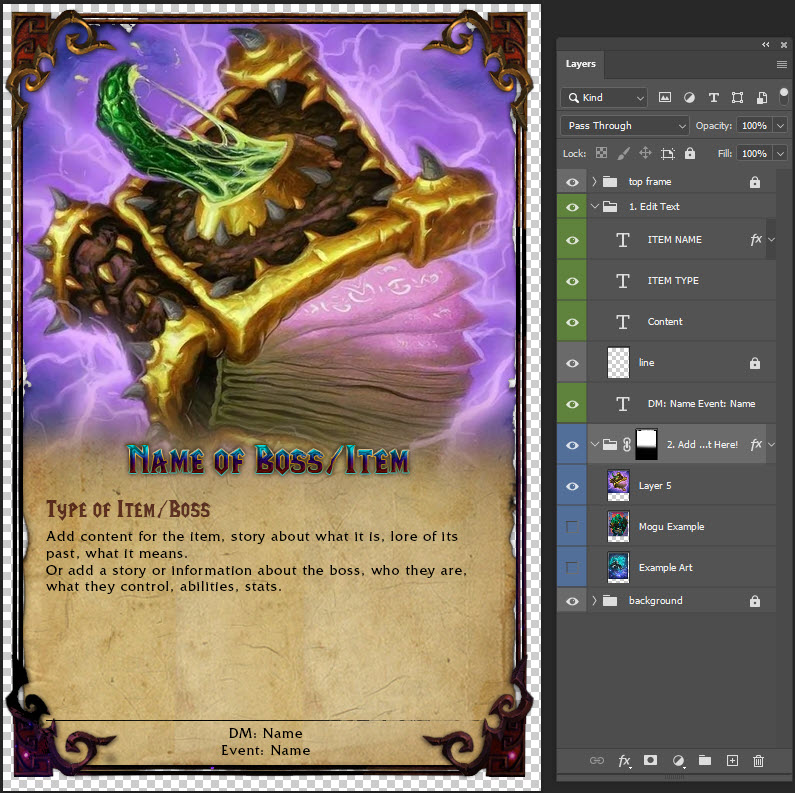 Name of Boss/Item
Type of Item/Boss
Add content for the item, story about what it is, lore of its
past, what it means.
Or add a story or information about the boss, who they are,
what they control, abilities, stats.
DM: Name
Event: Name
Layers
Kind
Pass Through
Opacity: 100%
Lock:
Fill: 100%
top frame
1. Edit Text
T ITEM NAME fx
T ITEM TYPE
T Content
line
T DM: Name Event: Name
2. Add ...t Here! fx
Layer 5
Mogu Example
Example Art
background
fx